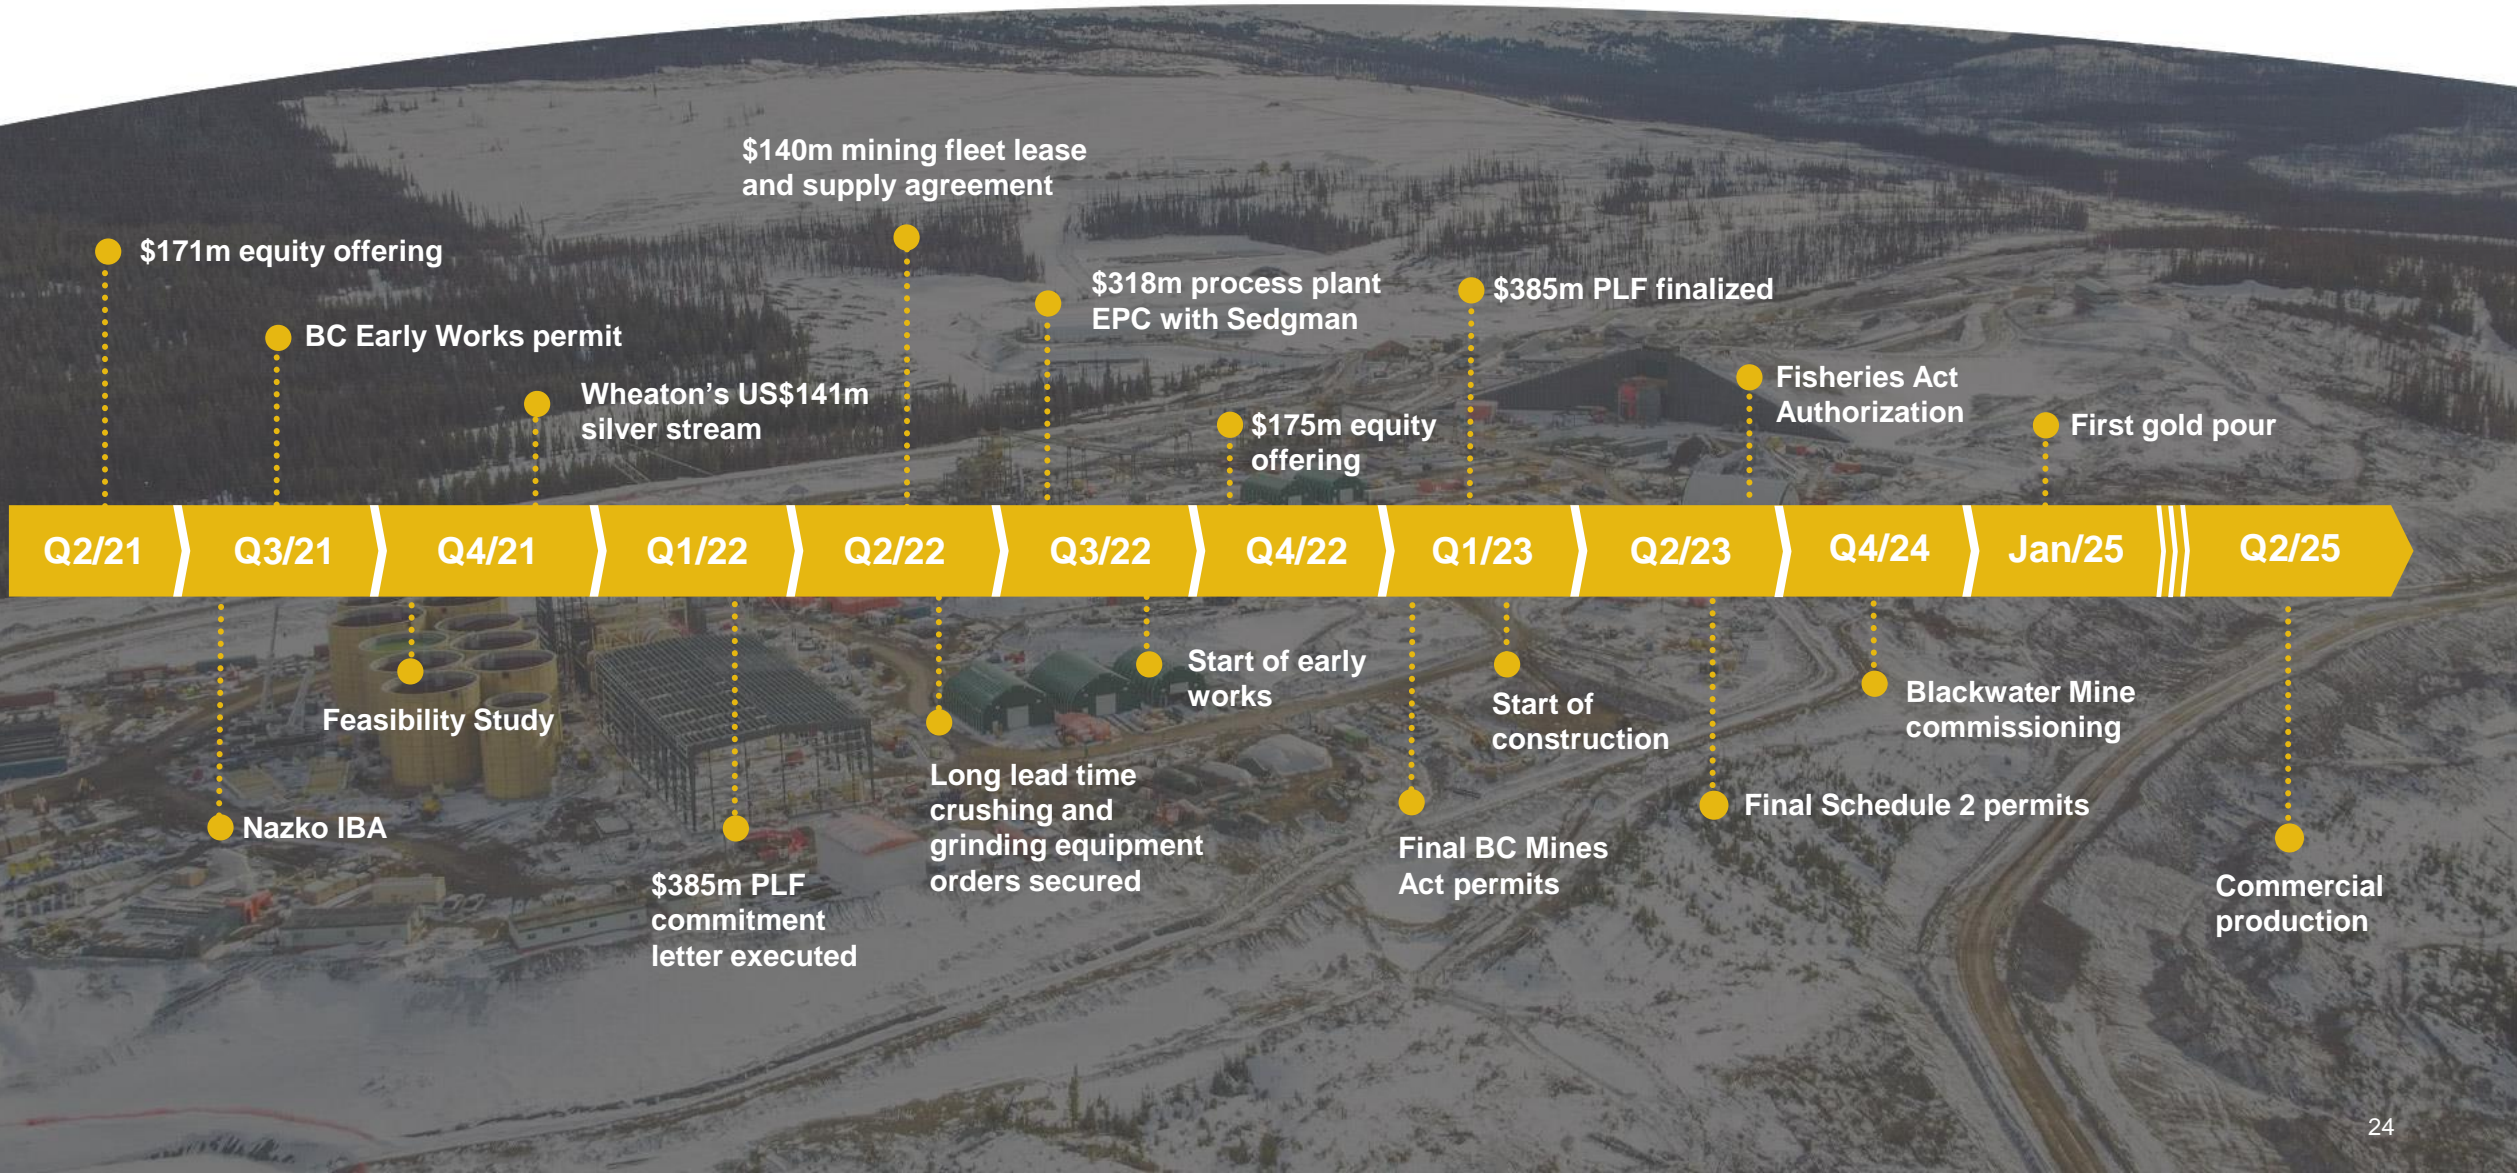 $140m mining fleet lease
and supply agreement
$171m equity offering
$318m process plant
EPC with Sedgman
$385m PLF finalized
BC Early Works permit
Wheaton’s US$141m
silver stream
Fisheries Act
Authorization
$175m equity
offering
First gold pour
Q2/21 Q3/21 Q4/21 Q1/22 Q2/22 Q3/22 Q4/22 Q1/23 Q2/23 Q4/24 Jan/25 Q2/25
Start of early
works
Blackwater Mine
commissioning
Start of
construction
Feasibility Study
Long lead time
crushing and
grinding equipment
orders secured
Final Schedule 2 permits
Nazko IBA
Final BC Mines
Act permits
$385m PLF
commitment
letter executed
Commercial
production
24